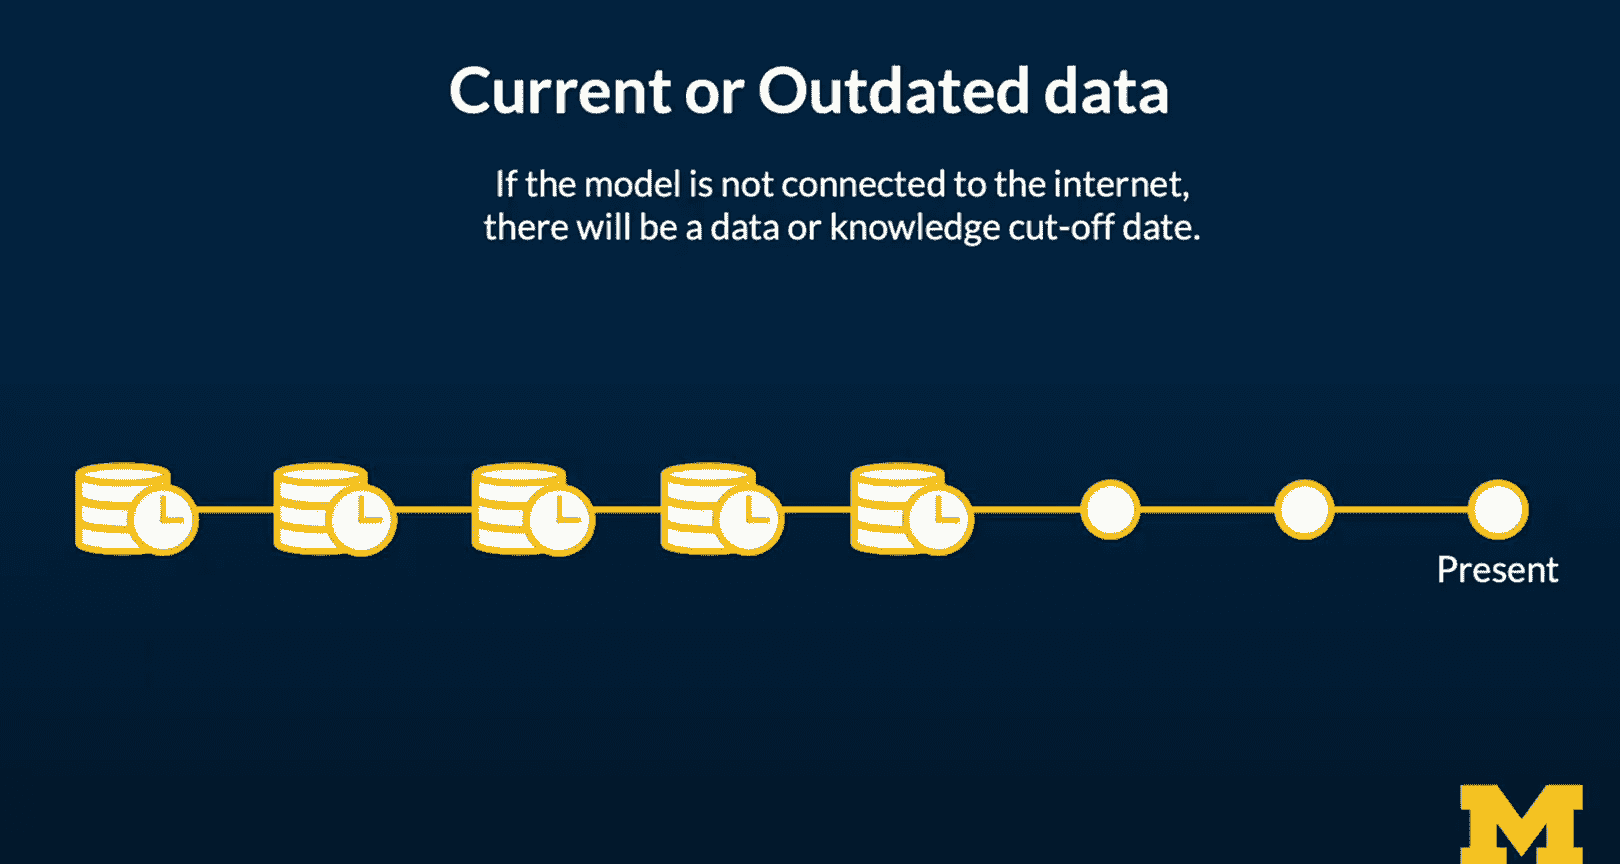 Current or Outdated data
If the model is not connected to the internet,
there will be a data or knowledge cut-off date.
Present
M